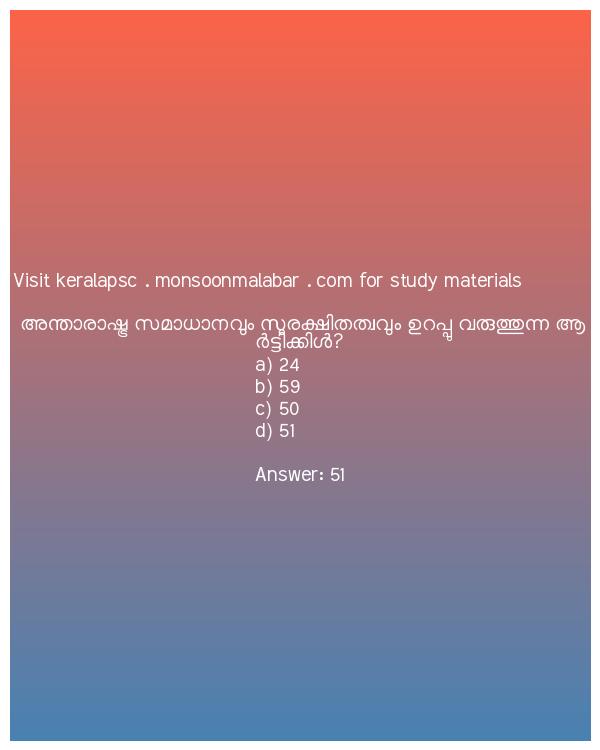 Visit keralapsc . monsoonmalabar . com for study materials
അന്താരാഷ്ട്ര സമാധാനവും സുരക്ഷിതത്വവും ഉറപ്പു വരുത്തുന്ന ആ
ർട്ടിക്കിൾ?
a) 24
b) 59
c) 50
d) 51
Answer: 51